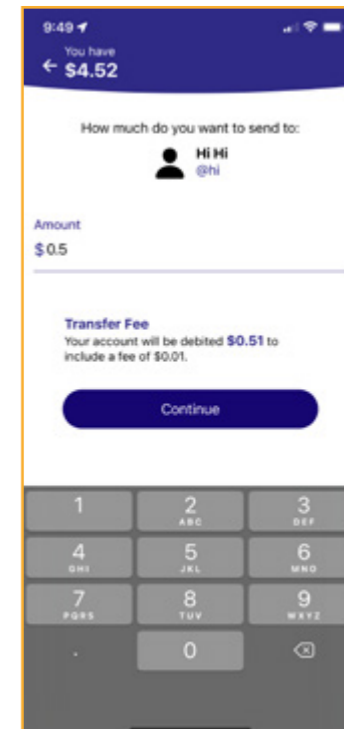 9:49
You have
$4.52
How much do you want to send to:
Hi Hi
@hi
Amount
$ 0.5
Transfer Fee
Your account will be debited $0.51 to
include a fee of $0.01.
Continue
1
2
ABC
3
DEF
4
GHI
5
JKL
6
MNO
7
PQRS
8
TUV
9
WXYZ
.
0